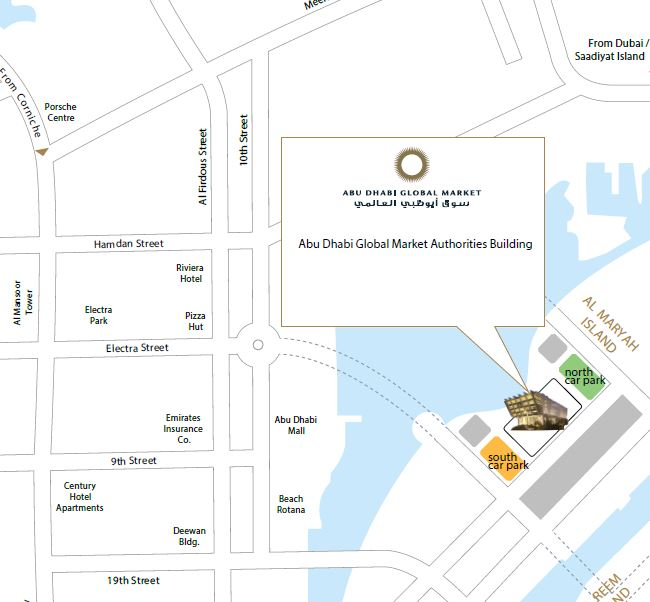 Meen
From Dubai /
Saadiyat Island
From Corniche
Porsche
Centre
Al Firdous Street
10th Street
ABU DHABI GLOBAL MARKET
سوق أبوظبي العالمي
Abu Dhabi Global Market Authorities Building
Hamdan Street
Riviera
Hotel
Al Mansoor
Tower
Electra
Park
Pizza
Hut
Electra Street
AL MARYAH
ISLAND
north
car park
Emirates
Insurance
Co.
Abu Dhabi
Mall
south
car park
9th Street
Century
Hotel
Apartments
Beach
Rotana
Deewan
Bldg.
19th Street
REEM
ND